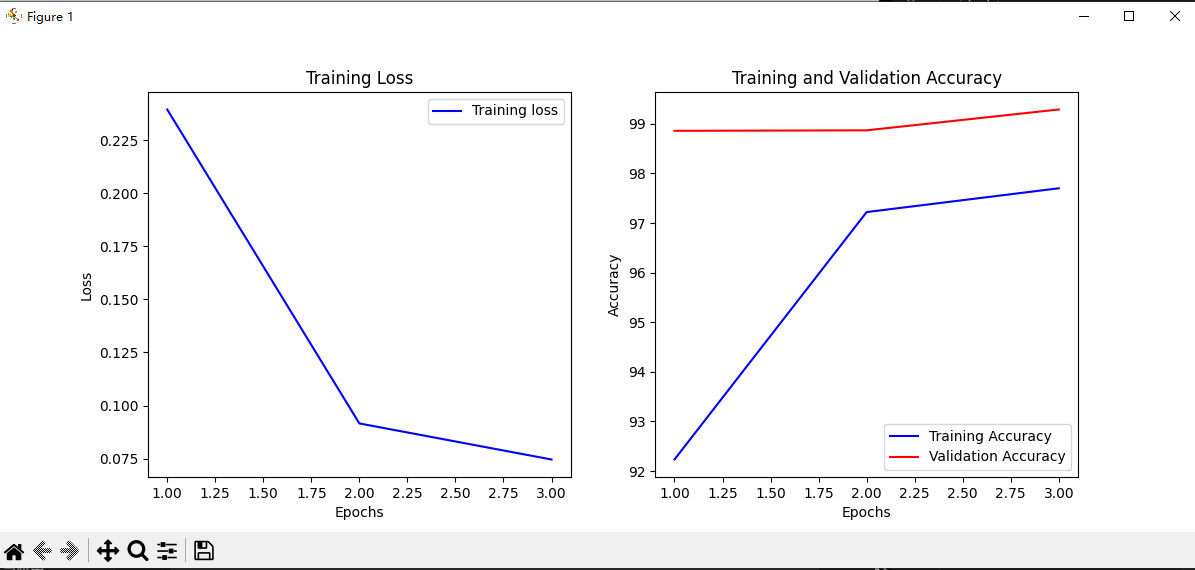 Figure 1
Training Loss
Training loss
0.225
0.200
0.175
0.150
0.125
0.100
0.075
Loss
1.00 1.25 1.50 1.75 2.00 2.25 2.50 2.75 3.00
Epochs
Training and Validation Accuracy
99
98
97
96
95
94
93
92
Accuracy
Training Accuracy
Validation Accuracy
1.00 1.25 1.50 1.75 2.00 2.25 2.50 2.75 3.00
Epochs